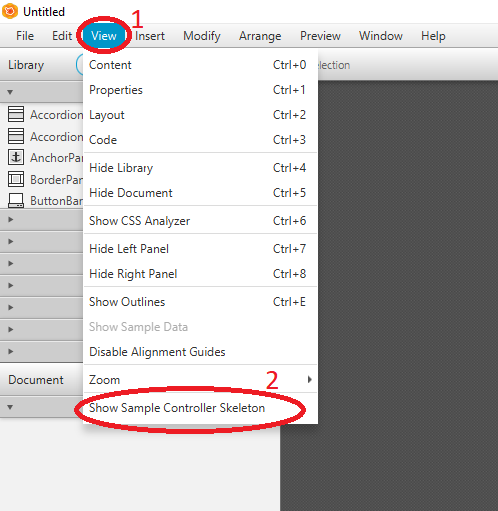 Untitled
1
File Edit View Insert Modify Arrange Preview Window Help
Library election
Content Ctrl+0
Properties Ctrl+1
Layout Ctrl+2
Accordion
Code Ctrl+3
Accordion
AnchorPan
Hide Library Ctrl+4
BorderPan
Hide Document Ctrl+5
ButtonBar
Show CSS Analyzer Ctrl+6
Hide Left Panel Ctrl+7
Hide Right Panel Ctrl+8
Show Outlines Ctrl+E
Show Sample Data
Disable Alignment Guides
Document Zoom 2
Show Sample Controller Skeleton